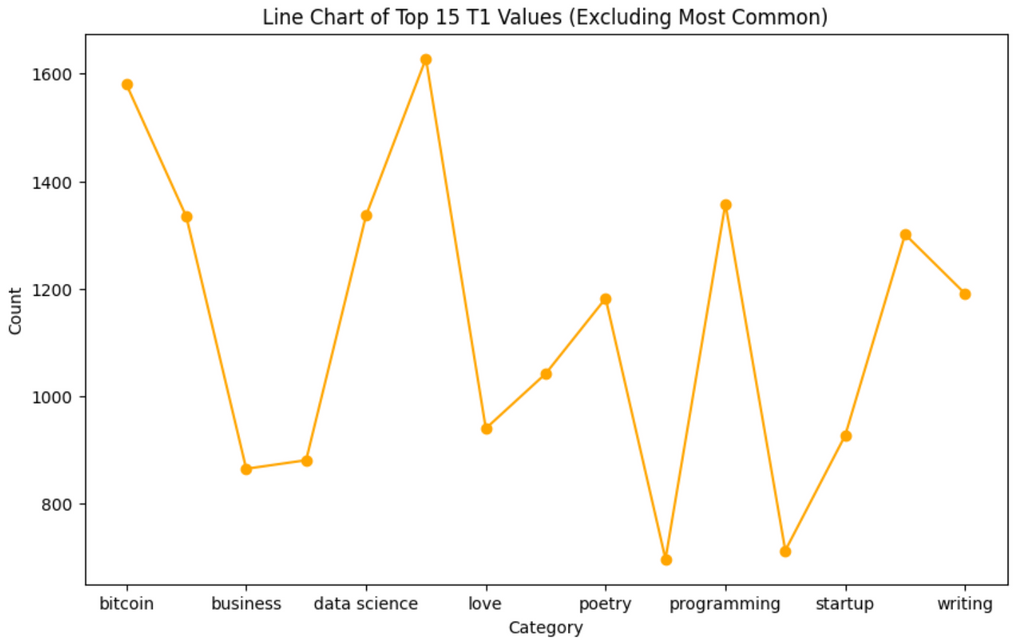 Line Chart of Top 15 T1 Values (Excluding Most Common)
1600
1400
1200
1000
800
Count
bitcoin business data science love poetry programming startup writing
Category